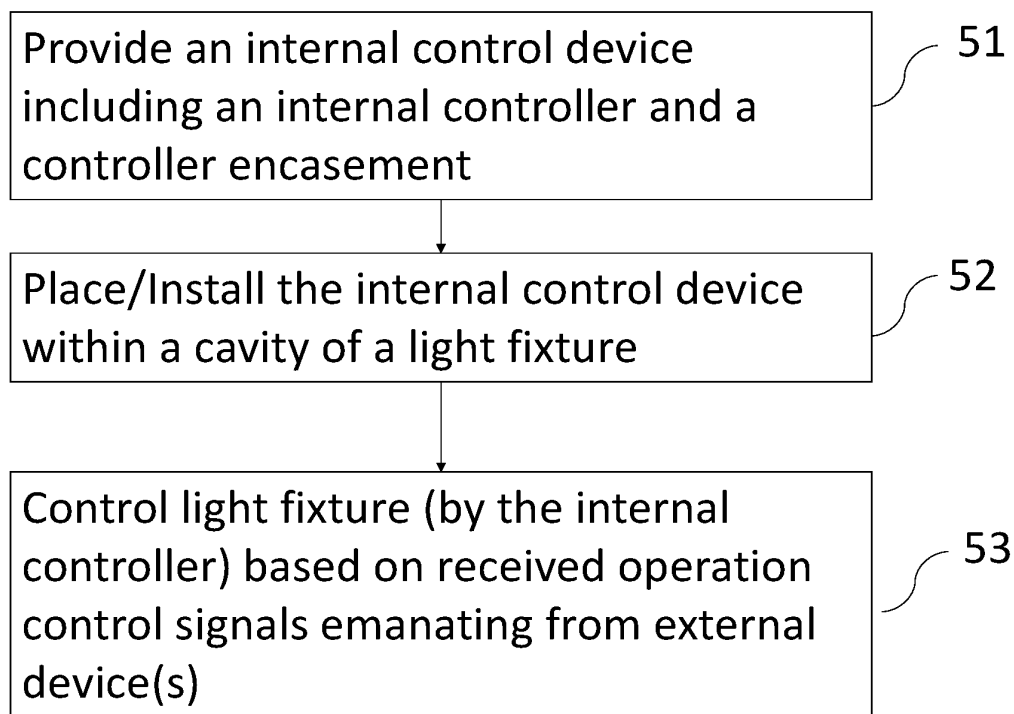 Provide an internal control device
including an internal controller and a
controller encasement
51
Place/Install the internal control device
within a cavity of a light fixture
52
Control light fixture (by the internal
controller) based on received operation
control signals emanating from external
device(s)
53